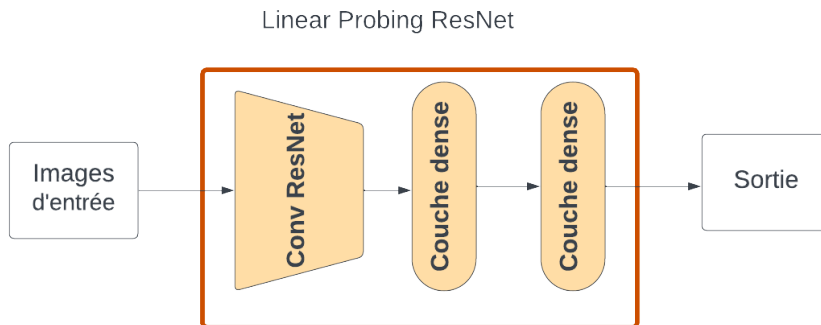 Linear Probing ResNet
Images
d'entrée
Conv ResNet
Couche dense
Couche dense
Sortie